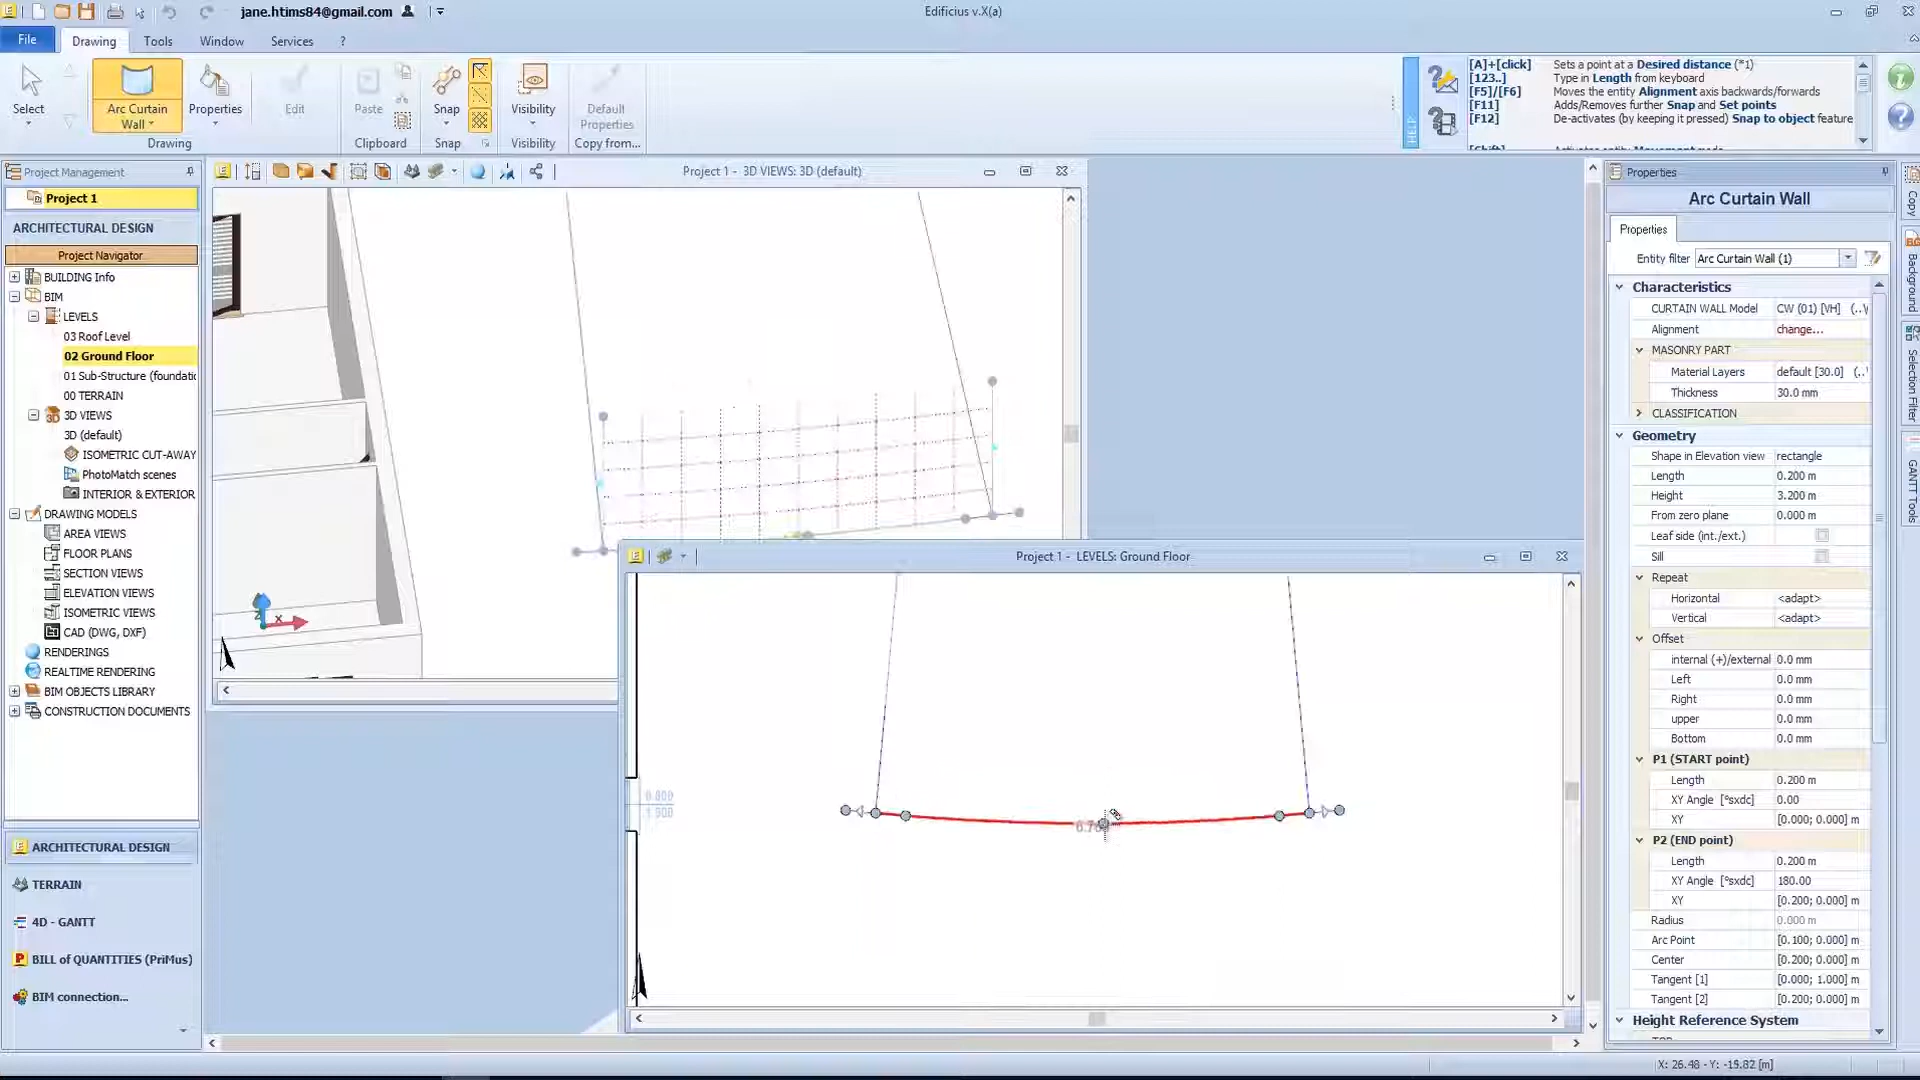 jane.htims84@gmail.com
Edificius v.X(a)
File
Drawing
Tools
Window
Services
?
Select
Arc Curtain
Wall
Properties
Edit
Paste
Snap
Visibility
Default
Properties
Drawing
Clipboard
Snap
Visibility
Copy from...
HELP
[A]+[click] Sets a point at a Desired distance (*1)
[123..] Type in Length from keyboard
[F5]/[F6] Moves the entity Alignment axis backwards/forwards
[F11] Adds/Removes further Snap and Set points
[F12] De-activates (by keeping it pressed) Snap to object feature
Project Management
Project 1
ARCHITECTURAL DESIGN
Project Navigator
BUILDING Info
BIM
LEVELS
03 Roof Level
02 Ground Floor
01 Sub-Structure (foundatio
00 TERRAIN
3D VIEWS
3D (default)
ISOMETRIC CUT-AWAY
PhotoMatch scenes
INTERIOR & EXTERIOR
DRAWING MODELS
AREA VIEWS
FLOOR PLANS
SECTION VIEWS
ELEVATION VIEWS
ISOMETRIC VIEWS
CAD (DWG, DXF)
RENDERINGS
REALTIME RENDERING
BIM OBJECTS LIBRARY
CONSTRUCTION DOCUMENTS
ARCHITECTURAL DESIGN
TERRAIN
4D - GANTT
BILL of QUANTITIES (PriMus)
BIM connection...
Project 1 - 3D VIEWS: 3D (default)
Z
X
Project 1 - LEVELS: Ground Floor
Properties
Arc Curtain Wall
Properties
Entity filter Arc Curtain Wall (1)
Characteristics
CURTAIN WALL Model CW (01) [VH] (..\
Alignment change...
MASONRY PART
Material Layers default [30.0] (..
Thickness 30.0 mm
CLASSIFICATION
Geometry
Shape in Elevation view rectangle
Length 0.200 m
Height 3.200 m
From zero plane 0.000 m
Leaf side (int./ext.)
Sill
Repeat
Horizontal <adapt>
Vertical <adapt>
Offset
internal (+)/external 0.0 mm
Left 0.0 mm
Right 0.0 mm
upper 0.0 mm
Bottom 0.0 mm
P1 (START point)
Length 0.200 m
XY Angle [°sxdc] 0.00
XY [0.000; 0.000] m
P2 (END point)
Length 0.200 m
XY Angle [°sxdc] 180.00
XY [0.200; 0.000] m
Radius 0.000 m
Arc Point [0.100; 0.000] m
Center [0.200; 0.000] m
Tangent [1] [0.000; 1.000] m
Tangent [2] [0.200; 0.000] m
Height Reference System
Copy
Background
Selection Filter
GANTT Tools
X: 26.48 - Y: -15.82 [m]